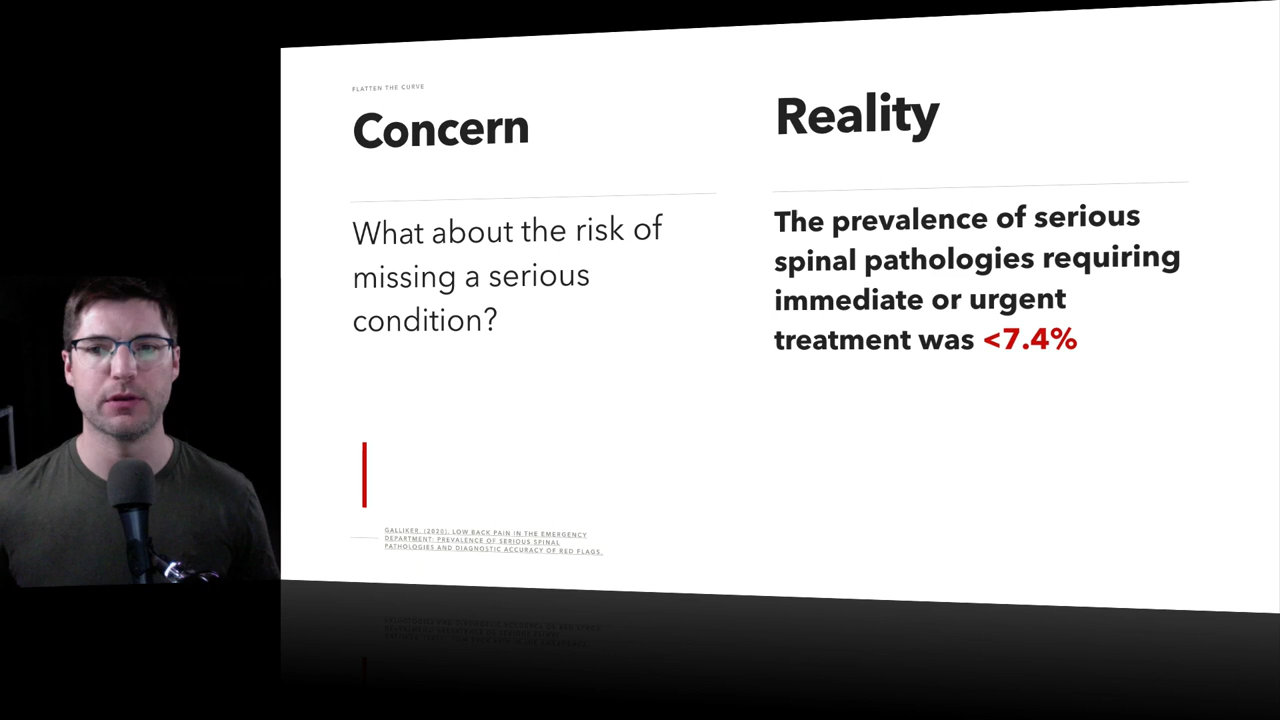 FLATTEN THE CURVE
Concern
What about the risk of
missing a serious
condition?
GALLIKER. (2020). LOW BACK PAIN IN THE EMERGENCY
DEPARTMENT: PREVALENCE OF SERIOUS SPINAL
PATHOLOGIES AND DIAGNOSTIC ACCURACY OF RED FLAGS.
Reality
The prevalence of serious
spinal pathologies requiring
immediate or urgent
treatment was <7.4%